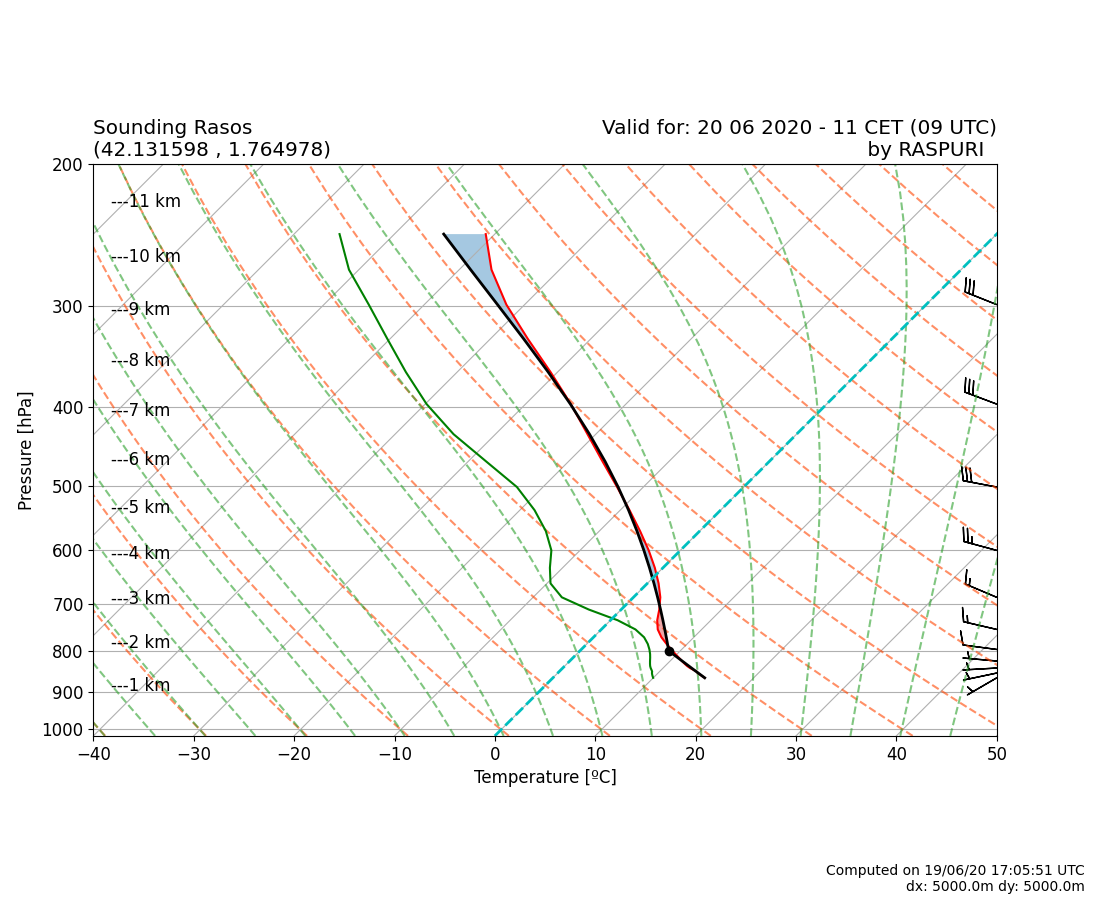 Sounding Rasos
(42.131598 , 1.764978)
Valid for: 20 06 2020 - 11 CET (09 UTC)
by RASPURI
200
---11 km
---10 km
300
---9 km
---8 km
400
---7 km
---6 km
500
---5 km
---4 km
600
---3 km
700
---2 km
800
---1 km
900
1000
Pressure [hPa]
−40 −30 −20 −10 0 10 20 30 40 50
Temperature [ºC]
Computed on 19/06/20 17:05:51 UTC
dx: 5000.0m dy: 5000.0m